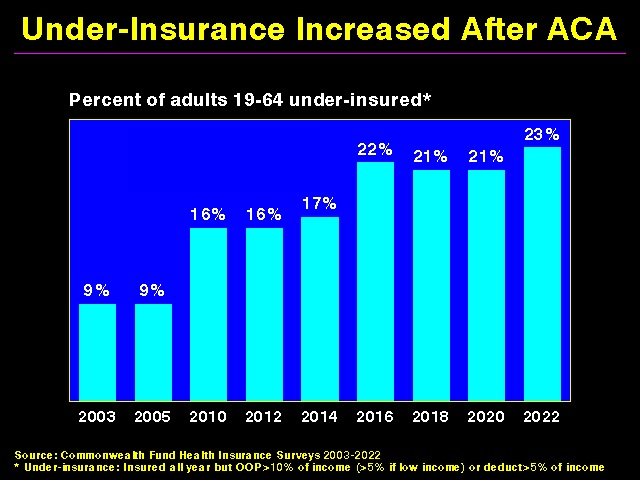 Under-Insurance Increased After ACA
Percent of adults 19-64 under-insured*
23%
22%
21% 21%
17%
16% 16%
9% 9%
2003 2005 2010 2012 2014 2016 2018 2020 2022
Source: Commonwealth Fund Health Insurance Surveys 2003-2022
* Under-insurance: Insured all year but OOP>10% of income (>5% if low income) or deduct>5% of income